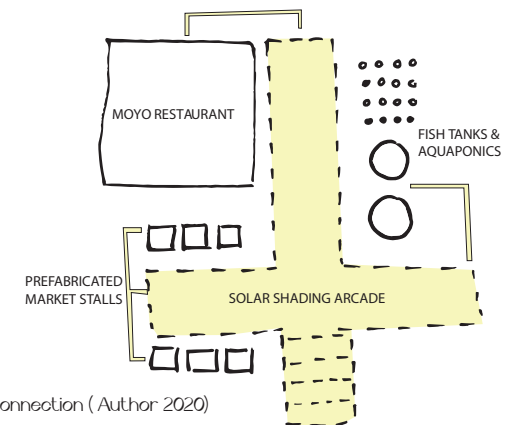 MOYO RESTAURANT
FISH TANKS &
AQUAPONICS
PREFABRICATED
MARKET STALLS
SOLAR SHADING ARCADE
onnection ( Author 2020)